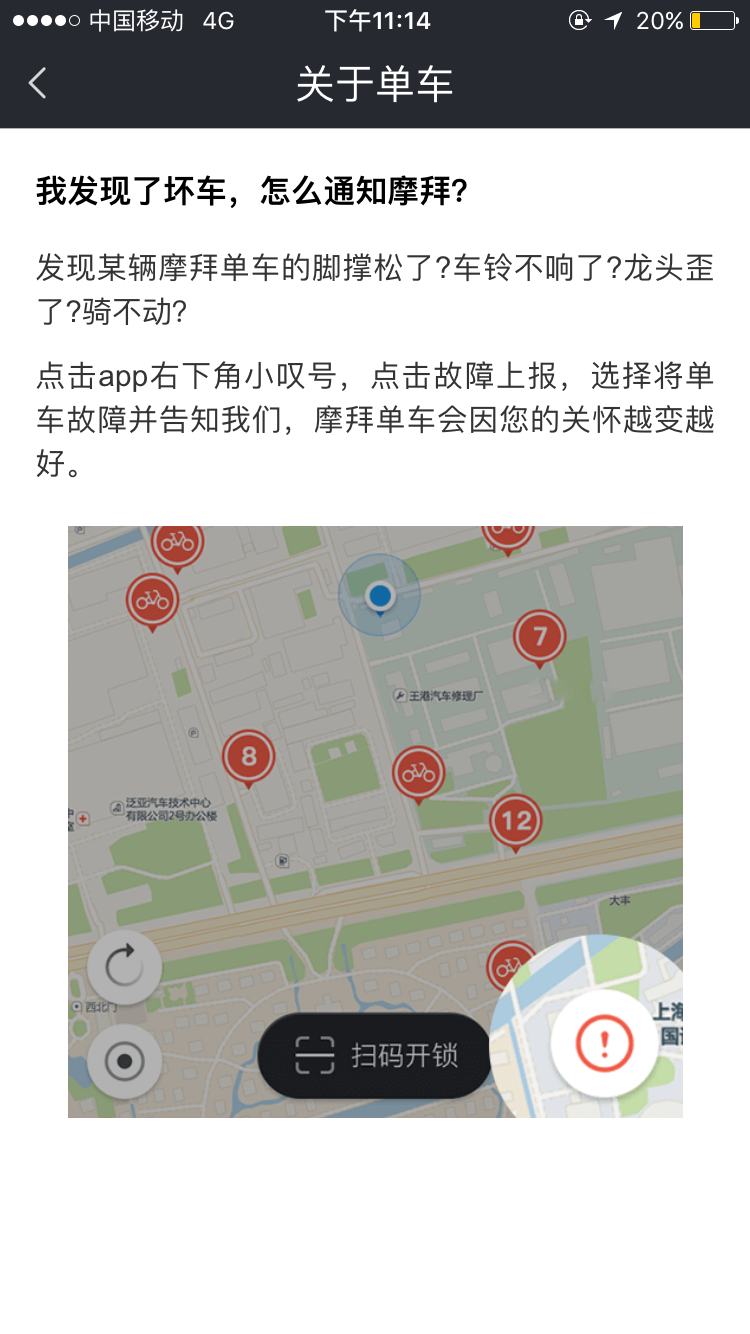 中国移动 4G 下午11:14 20%
关于单车
我发现了坏车，怎么通知摩拜?
发现某辆摩拜单车的脚撑松了?车铃不响了?龙头歪
了?骑不动?
点击app右下角小叹号，点击故障上报，选择将单
车故障并告知我们，摩拜单车会因您的关怀越变越
好。
7
王港汽车修理厂
8
泛亚汽车技术中心
有限公司2号办公楼
12
大丰
西北门
上海
扫码开锁